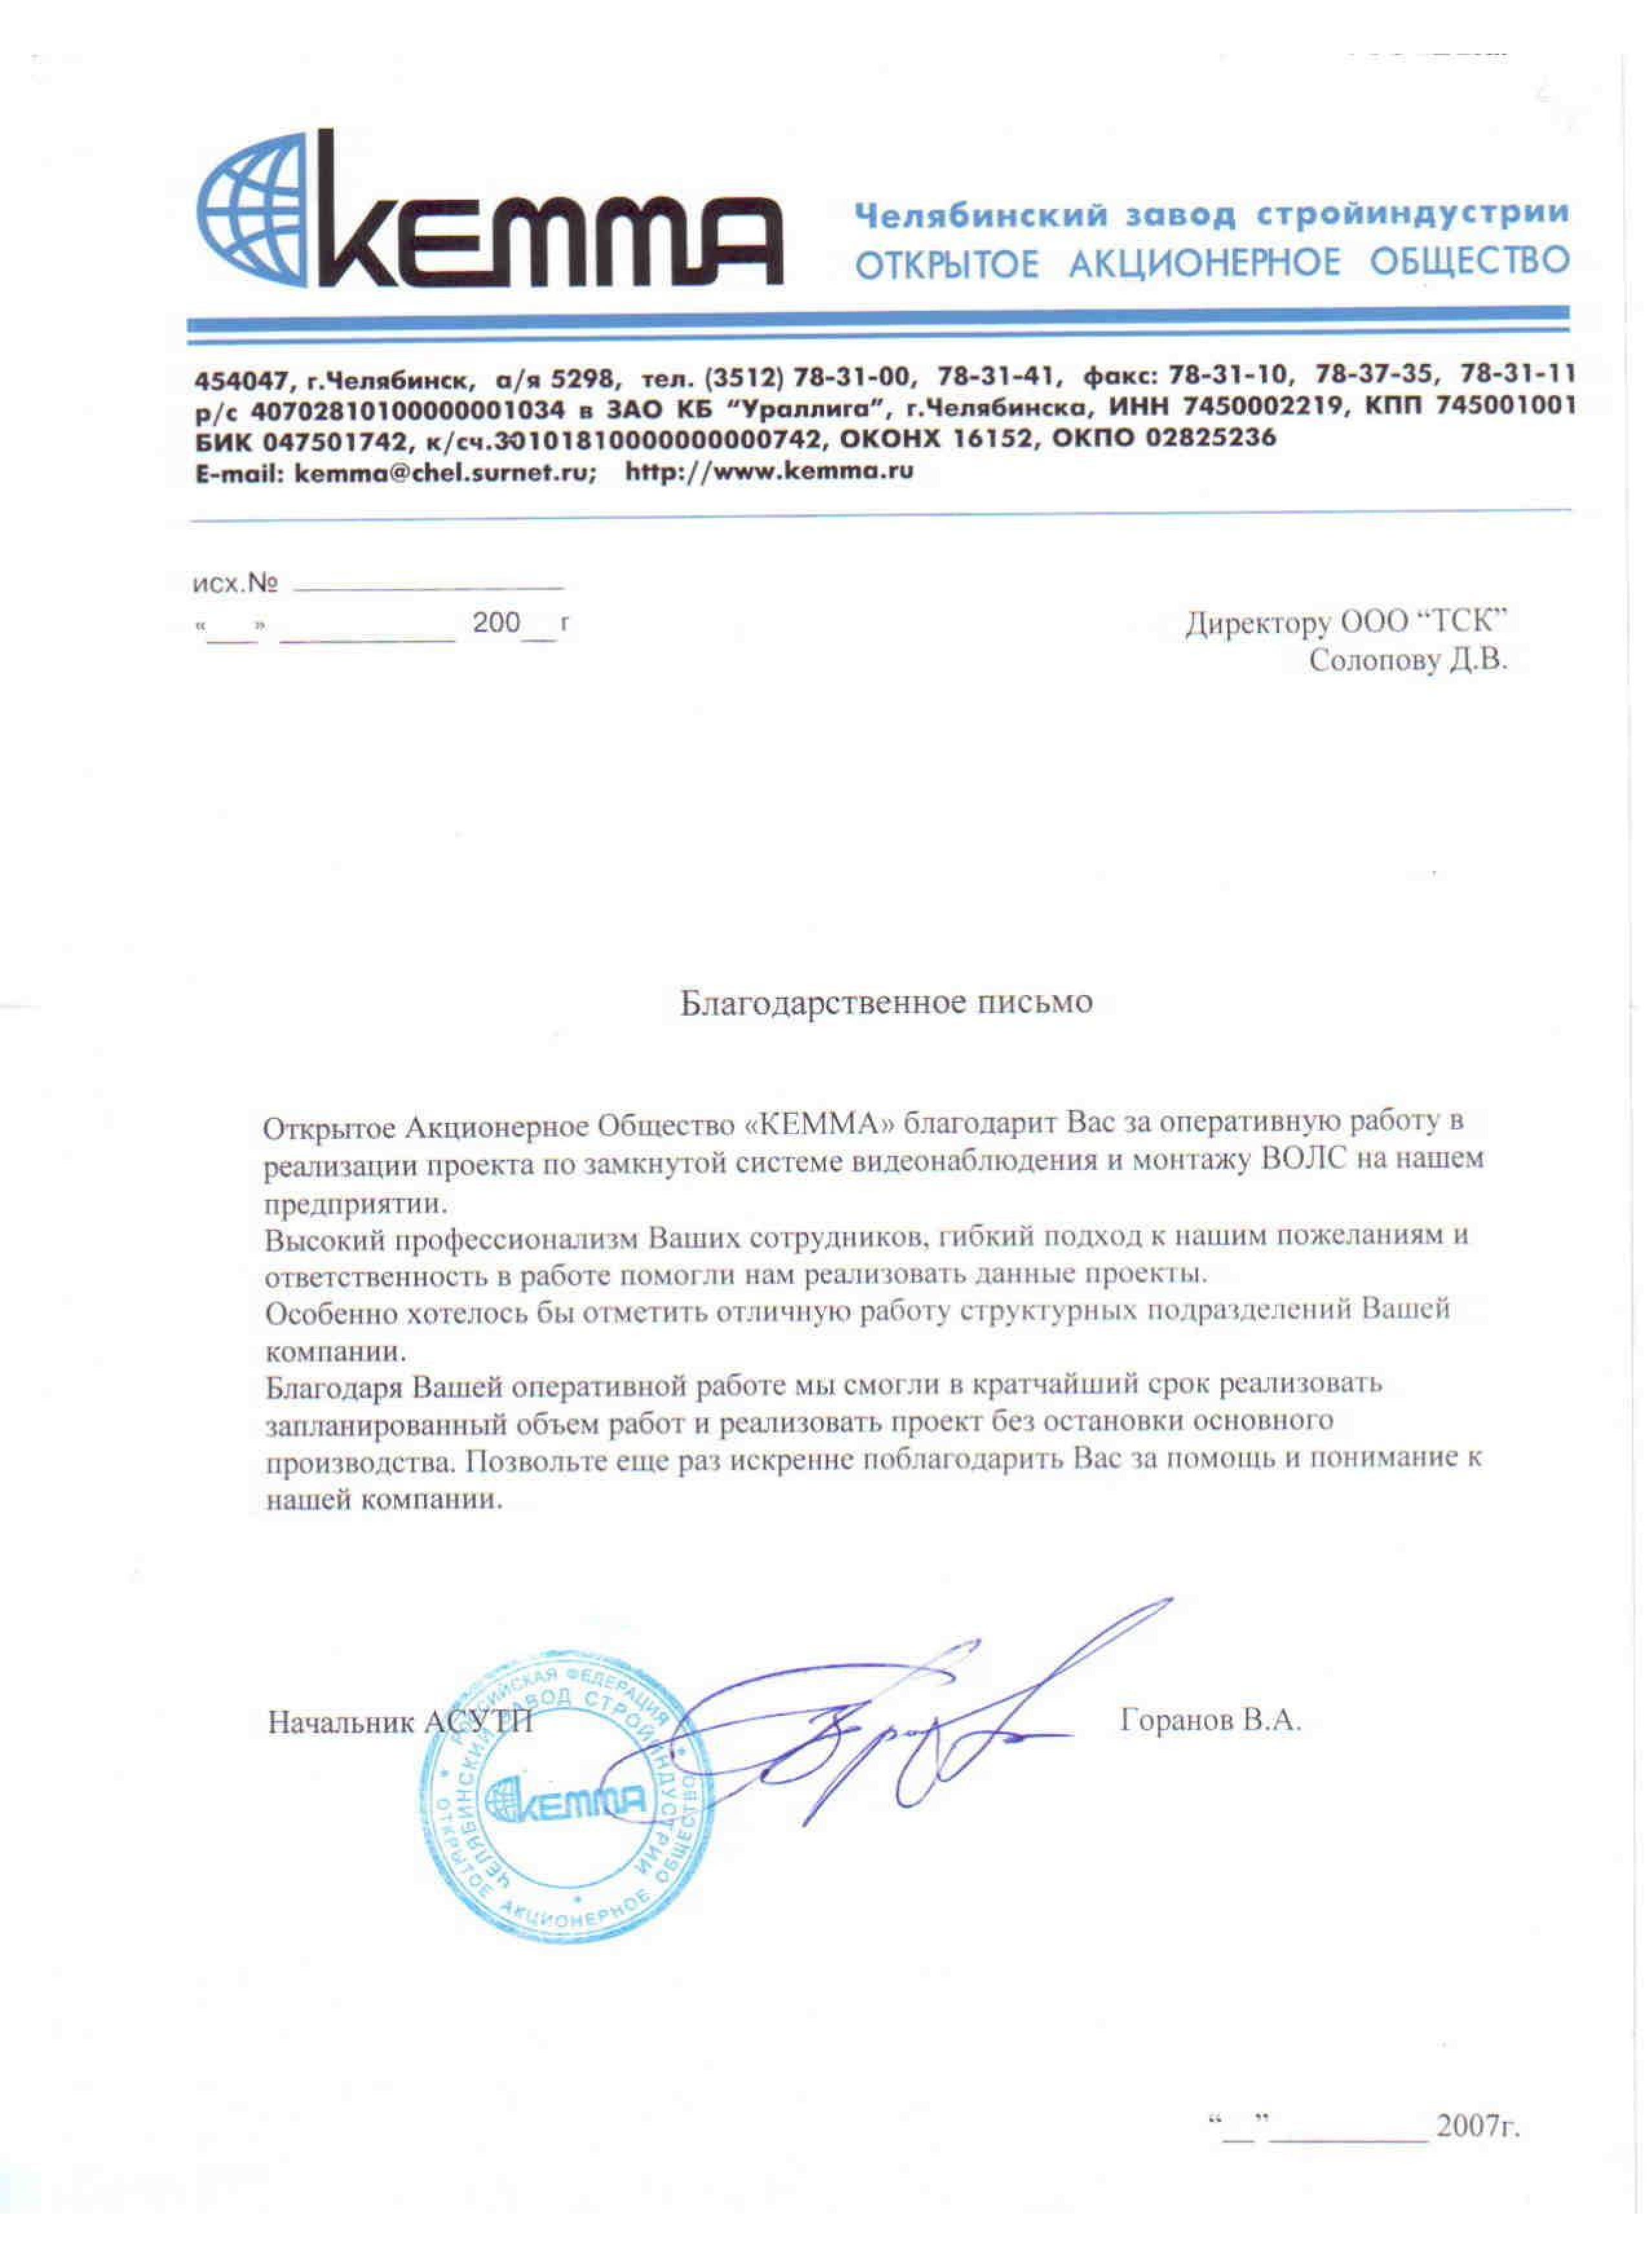 кемма
Челябинский завод стройиндустрии
ОТКРЫТОЕ АКЦИОНЕРНОЕ ОБЩЕСТВО
454047, г.Челябинск, а/я 5298, тел. (3512) 78-31-00, 78-31-41, факс: 78-31-10, 78-37-35, 78-31-11
р/с 40702810100000001034 в ЗАО КБ "Ураллига", г.Челябинска, ИНН 7450002219, КПП 745001001
БИК 047501742, к/сч.30101810000000000742, ОКОНХ 16152, ОКПО 02825236
E-mail: kemma@chel.surnet.ru; http://www.kemma.ru
исх.№ ___________
«___» ___________ 200__ г
Директору ООО “ТСК”
Солопову Д.В.
Благодарственное письмо
Открытое Акционерное Общество «КЕММА» благодарит Вас за оперативную работу в
реализации проекта по замкнутой системе видеонаблюдения и монтажу ВОЛС на нашем
предприятии.
Высокий профессионализм Ваших сотрудников, гибкий подход к нашим пожеланиям и
ответственность в работе помогли нам реализовать данные проекты.
Особенно хотелось бы отметить отличную работу структурных подразделений Вашей
компании.
Благодаря Вашей оперативной работе мы смогли в кратчайший срок реализовать
запланированный объем работ и реализовать проект без остановки основного
производства. Позвольте еще раз искренне поблагодарить Вас за помощь и понимание к
нашей компании.
Начальник АСУТП
Горанов В.А.
РОССИЙСКАЯ ФЕДЕРАЦИЯ * ОТКРЫТОЕ АКЦИОНЕРНОЕ ОБЩЕСТВО *
ЧЕЛЯБИНСКИЙ ЗАВОД СТРОЙИНДУСТРИИ *
кемма
“__”___________ 2007г.